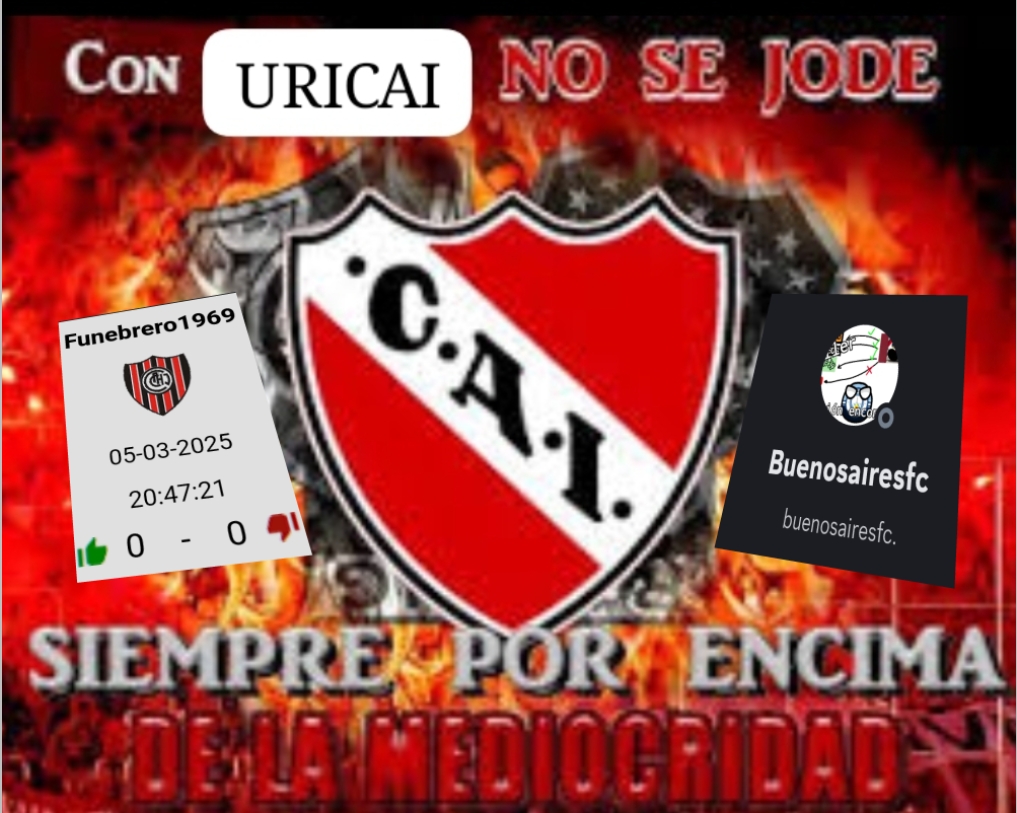 CON URICAI NO SE JODE
·C.A.I.
Funebrero1969
05-03-2025
20:47:21
0 - 0
Buenosairesfc
buenosairesfc.
SIEMPRE POR ENCIMA
DE LA MEDIOCRIDAD